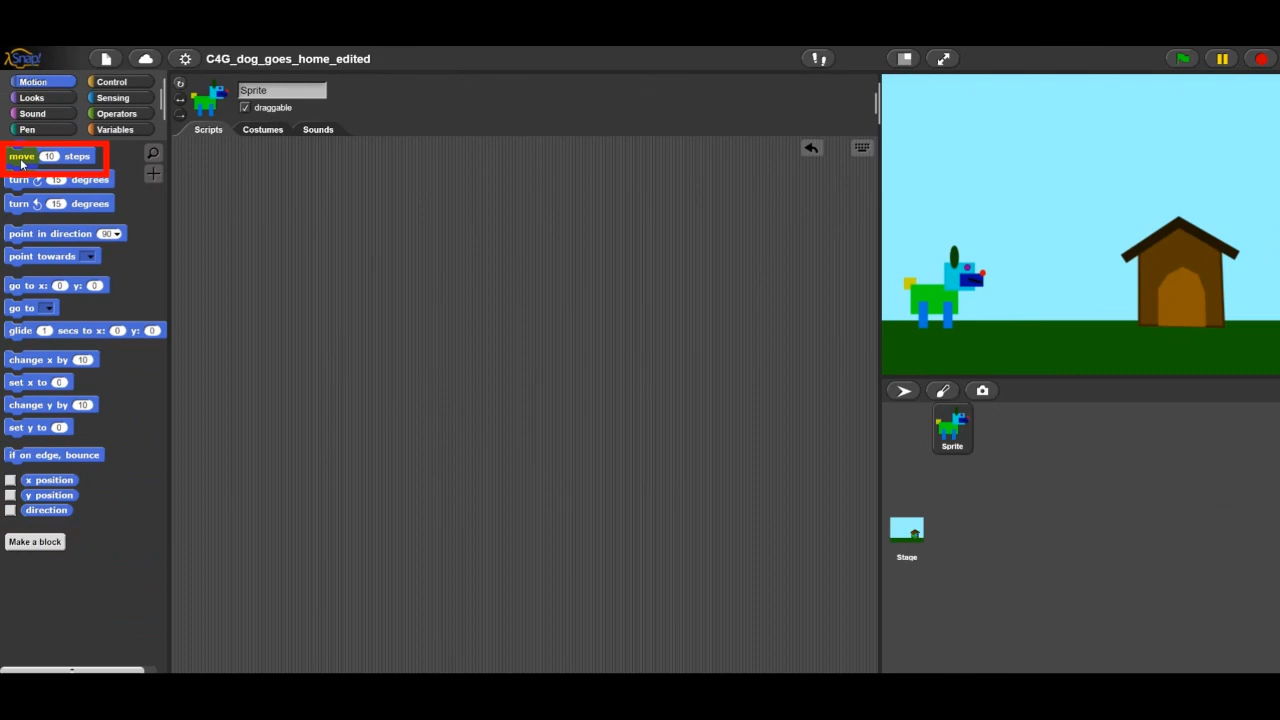 Snap!
C4G_dog_goes_home_edited
Motion
Control
Looks
Sensing
Sound
Operators
Pen
Variables
Sprite
draggable
Scripts
Costumes
Sounds
move 10 steps
turn 15 degrees
turn 15 degrees
point in direction 90
point towards
go to x: 0 y: 0
go to
glide 1 secs to x: 0 y: 0
change x by 10
set x to 0
change y by 10
set y to 0
if on edge, bounce
x position
y position
direction
Make a block
Sprite
Stage